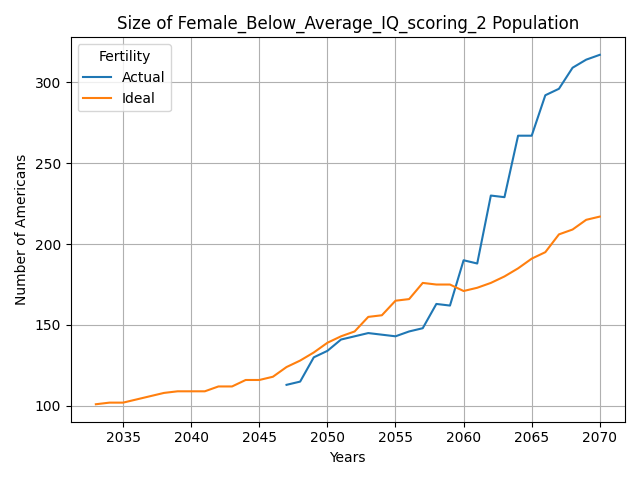 Size of Female_Below_Average_IQ_scoring_2 Population
Fertility
Actual
Ideal
Number of Americans
300
250
200
150
100
2035 2040 2045 2050 2055 2060 2065 2070
Years